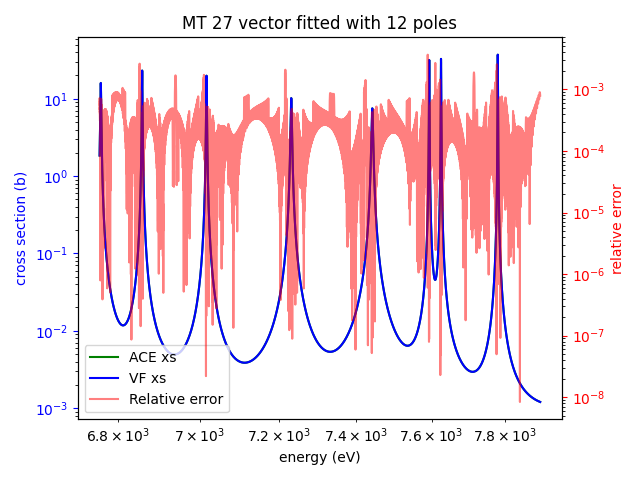 MT 27 vector fitted with 12 poles
cross section (b)
10¹
10⁰
10⁻¹
10⁻²
10⁻³
10⁻³
10⁻⁴
10⁻⁵
10⁻⁶
10⁻⁷
10⁻⁸
relative error
ACE xs
VF xs
Relative error
6.8 × 10³ 7 × 10³ 7.2 × 10³ 7.4 × 10³ 7.6 × 10³ 7.8 × 10³
energy (eV)